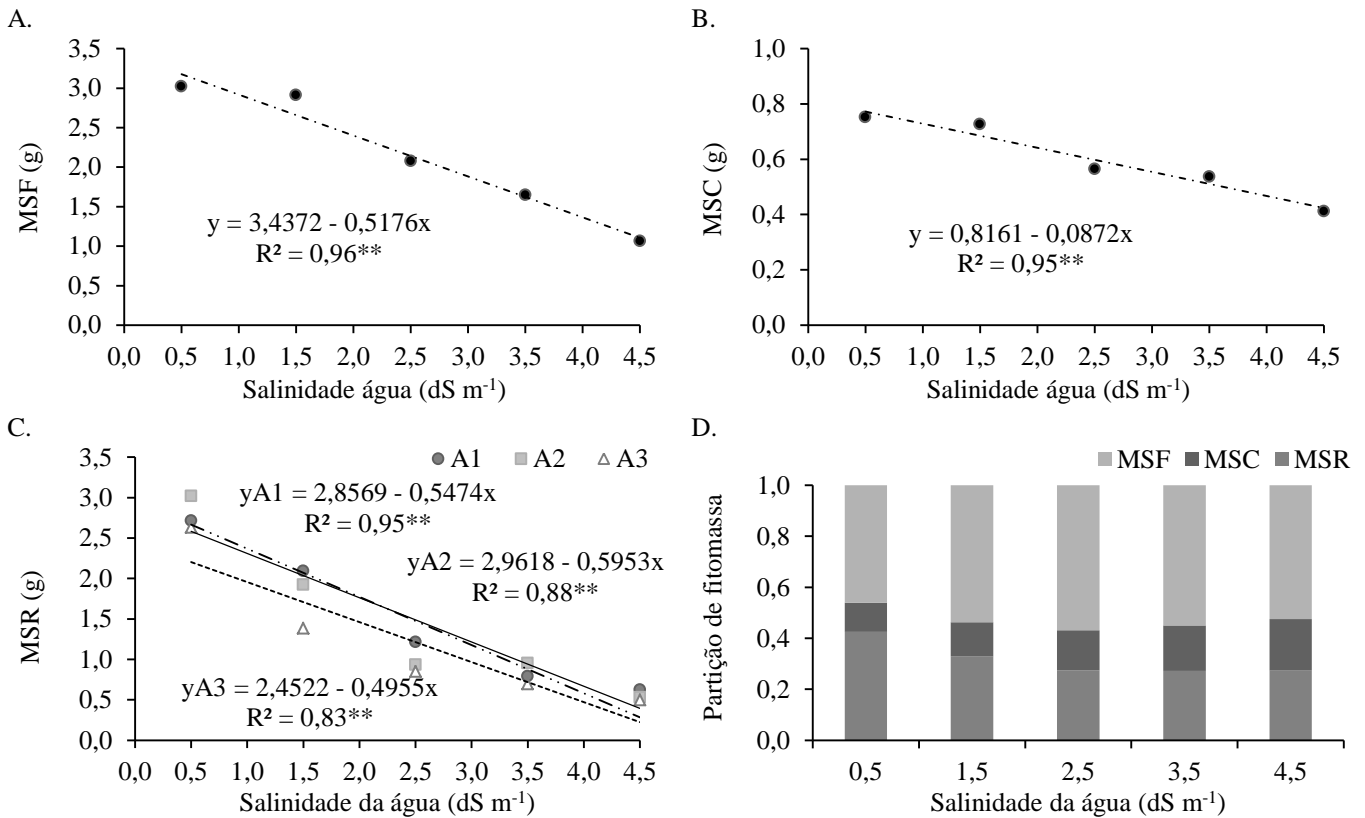 A.
3,5
3,0
2,5
2,0
1,5
1,0
0,5
0,0
MSF (g)
y = 3,4372 - 0,5176x
R² = 0,96**
0,0 0,5 1,0 1,5 2,0 2,5 3,0 3,5 4,0 4,5
Salinidade água (dS m⁻¹)
B.
1,0
0,8
0,6
0,4
0,2
0,0
MSC (g)
y = 0,8161 - 0,0872x
R² = 0,95**
0,0 0,5 1,0 1,5 2,0 2,5 3,0 3,5 4,0 4,5
Salinidade água (dS m⁻¹)
C.
A1 A2 A3
3,5
3,0
2,5
2,0
1,5
1,0
0,5
0,0
MSR (g)
yA1 = 2,8569 - 0,5474x
R² = 0,95**
yA2 = 2,9618 - 0,5953x
R² = 0,88**
yA3 = 2,4522 - 0,4955x
R² = 0,83**
0,0 0,5 1,0 1,5 2,0 2,5 3,0 3,5 4,0 4,5
Salinidade da água (dS m⁻¹)
D.
MSF MSC MSR
1,0
0,8
0,6
0,4
0,2
0,0
Partição de fitomassa
0,5 1,5 2,5 3,5 4,5
Salinidade da água (dS m⁻¹)